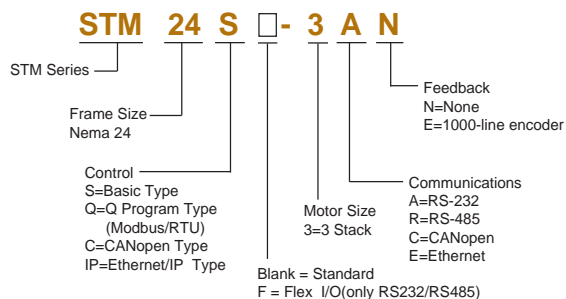 STM 24 S □- 3 A N
STM Series
Frame Size
Nema 24
Control
S=Basic Type
Q=Q Program Type
(Modbus/RTU)
C=CANopen Type
IP=Ethernet/IP Type
Blank = Standard
F = Flex I/O(only RS232/RS485)
Motor Size
3=3 Stack
Communications
A=RS-232
R=RS-485
C=CANopen
E=Ethernet
Feedback
N=None
E=1000-line encoder